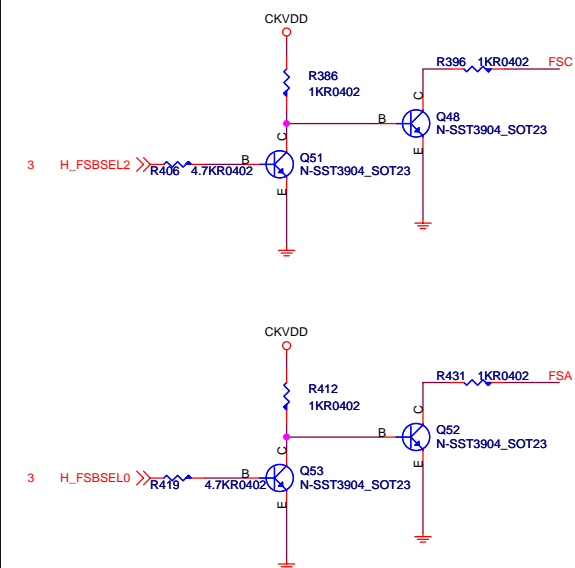 CKVDD
R396 1KR0402 FSC
R386
1KR0402
C
B
Q48
N-SST3904_SOT23
C
E
3 H_FSBSEL2 R406 4.7KR0402 B
Q51
N-SST3904_SOT23
E
CKVDD
R431 1KR0402 FSA
R412
1KR0402
C
B
Q52
N-SST3904_SOT23
C
E
3 H_FSBSEL0 R419 4.7KR0402 B
Q53
N-SST3904_SOT23
E